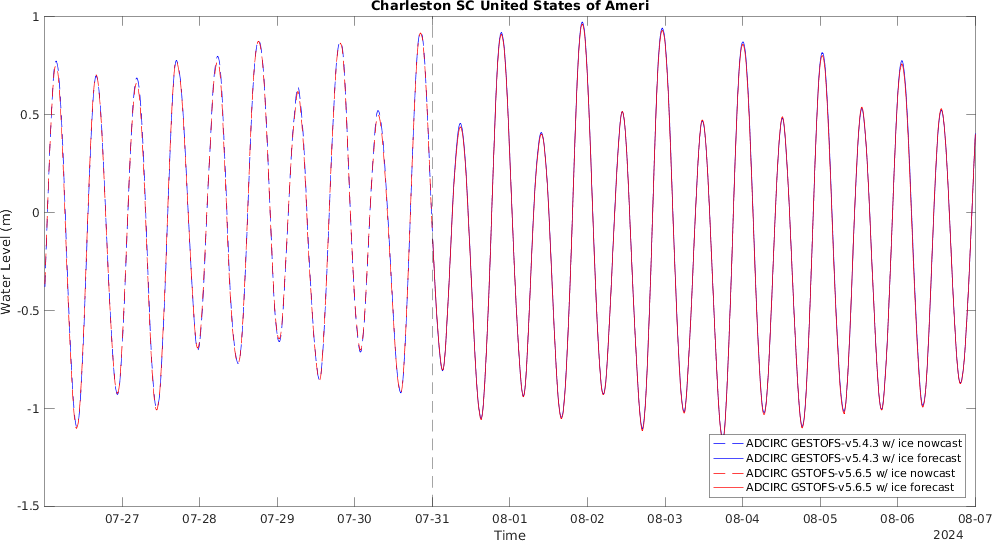 Charleston SC United States of Ameri
1
0.5
0
-0.5
-1
-1.5
Water Level (m)
07-27 07-28 07-29 07-30 07-31 08-01 08-02 08-03 08-04 08-05 08-06 08-07
Time
2024
ADCIRC GESTOFS-v5.4.3 w/ ice nowcast
ADCIRC GESTOFS-v5.4.3 w/ ice forecast
ADCIRC GSTOFS-v5.6.5 w/ ice nowcast
ADCIRC GSTOFS-v5.6.5 w/ ice forecast